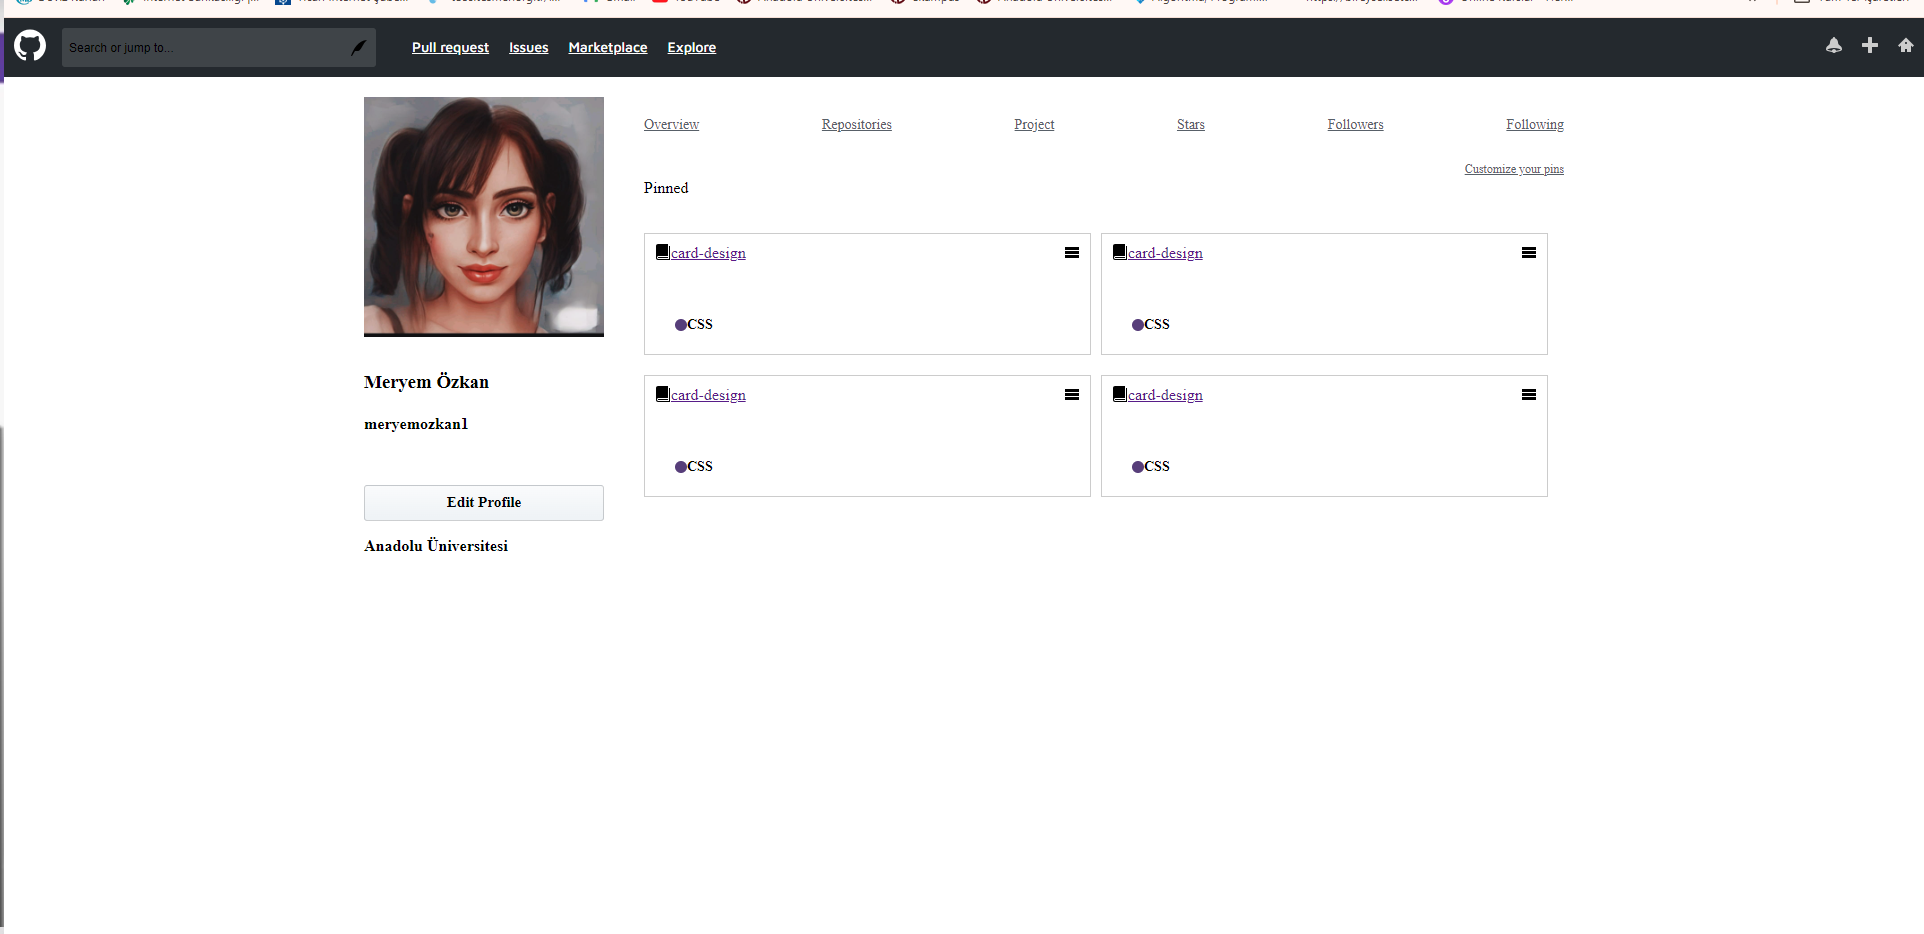 Search or jump to...
Pull request Issues Marketplace Explore
Overview Repositories Project Stars Followers Following
Customize your pins
Pinned
card-design
card-design
CSS
CSS
card-design
card-design
CSS
CSS
Meryem Özkan
meryemozkan1
Edit Profile
Anadolu Üniversitesi